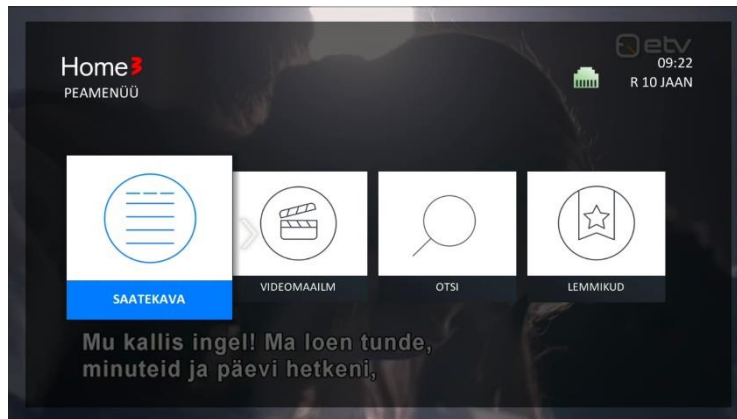 Home3
PEAMENÜÜ
etv
09:22
R 10 JAAN
SAATEKAVA
VIDEOMAAILM
OTSI
LEMMIKUD
Mu kallis ingel! Ma loen tunde,
minuteid ja päevi hetkeni,